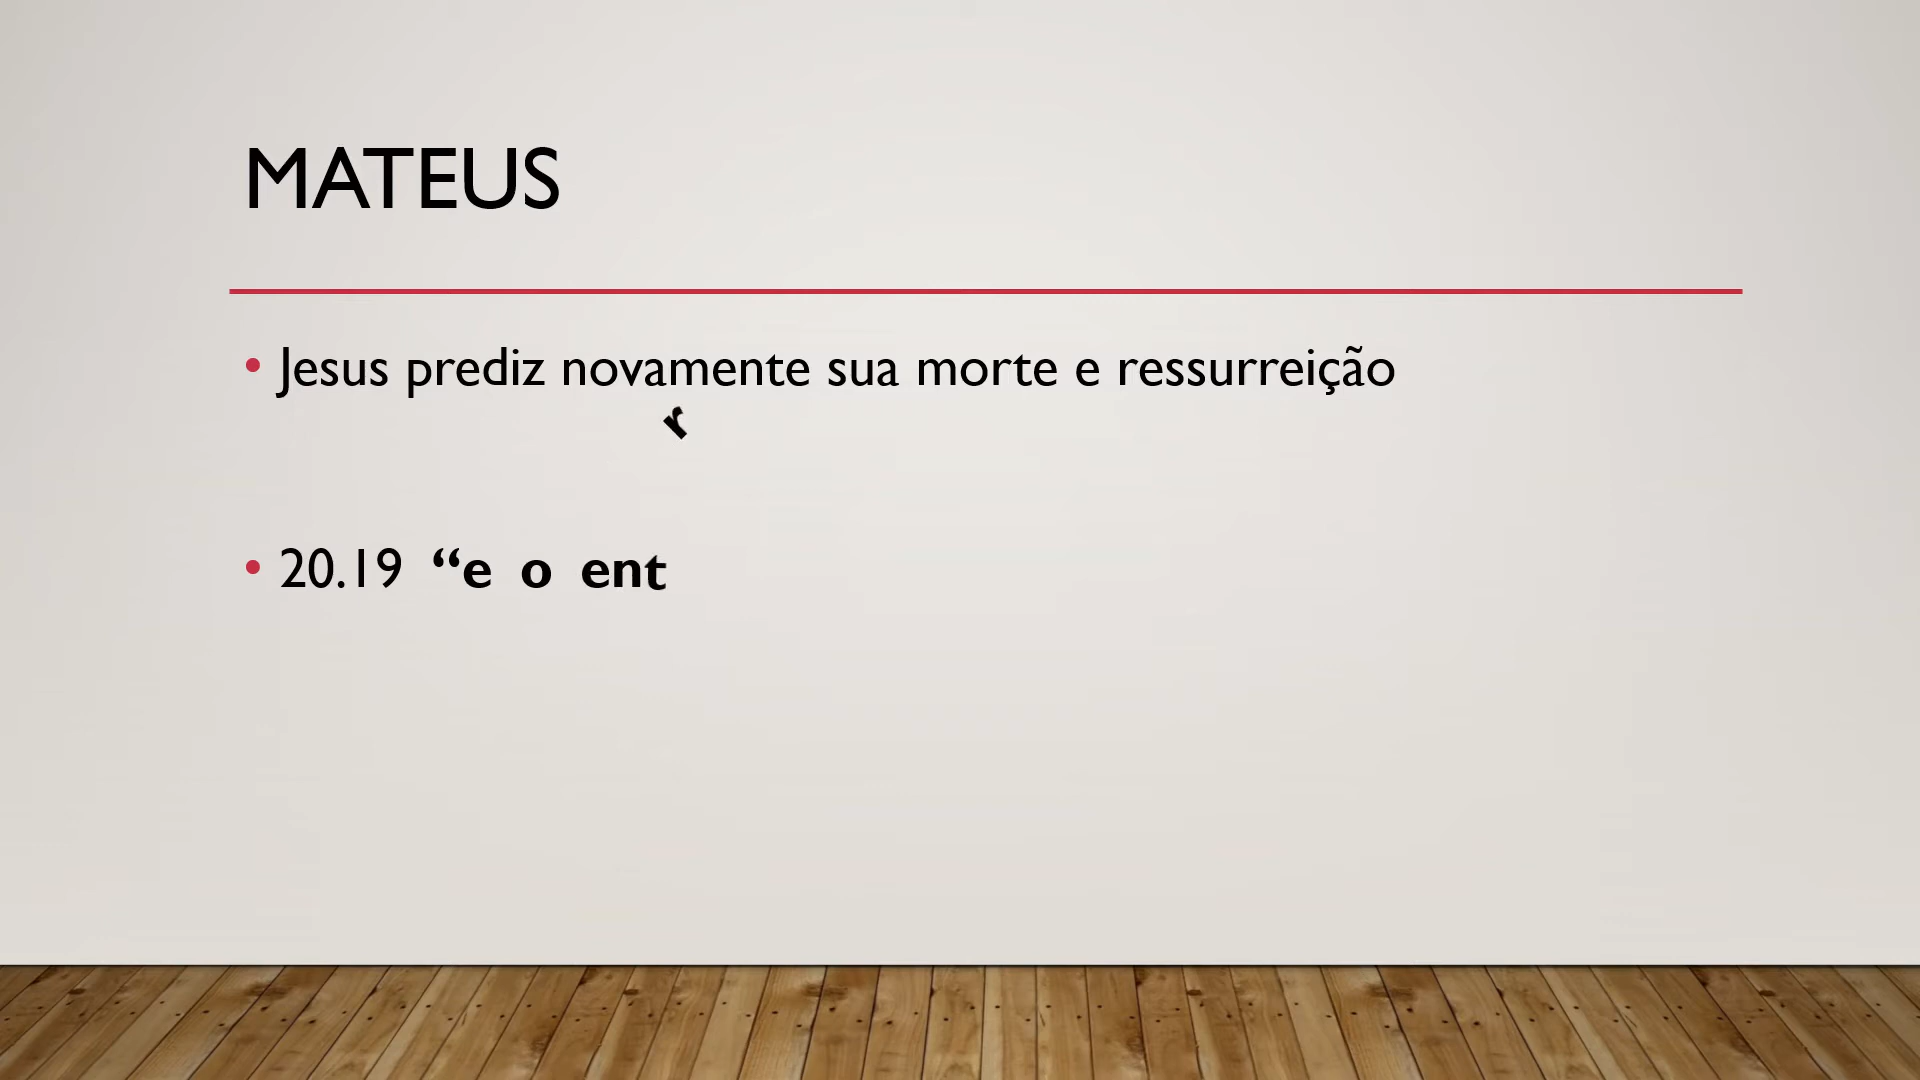 MATEUS
• Jesus prediz novamente sua morte e ressurreição
r
• 20.19 “e o ent